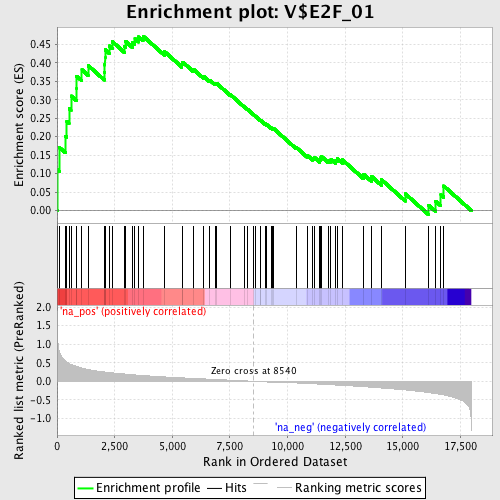 Enrichment plot: V$E2F_01
Enrichment score (ES)
0.45
0.40
0.35
0.30
0.25
0.20
0.15
0.10
0.05
0.00
'na_pos' (positively correlated)
Ranked list metric (PreRanked)
2.0
1.5
1.0
0.5
0.0
-0.5
-1.0
Zero cross at 8540
'na_neg' (negatively correlated)
0
2,500
5,000
7,500
10,000
12,500
15,000
17,500
Rank in Ordered Dataset
Enrichment profile
Hits
Ranking metric scores